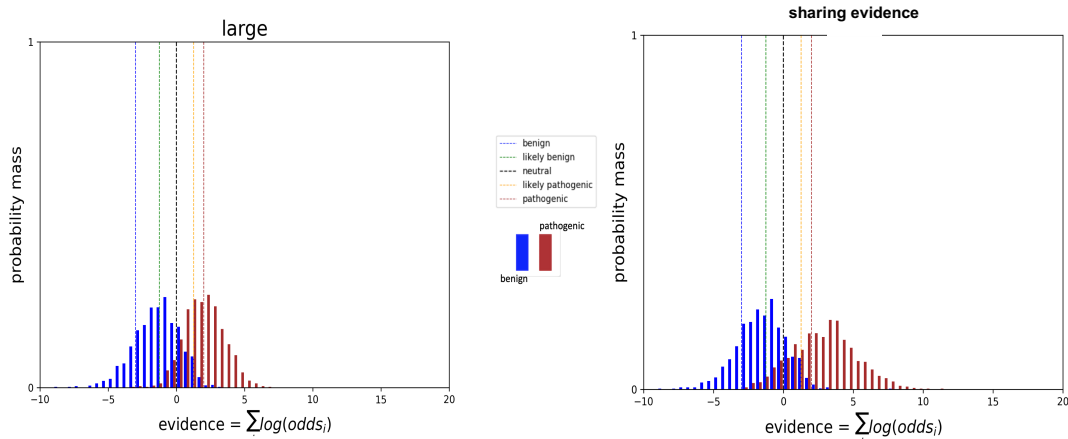 large
1
0
probability mass
−10
−5
0
5
10
15
20
evidence = ∑log(oddsᵢ)
benign
likely benign
neutral
likely pathogenic
pathogenic
pathogenic
benign
sharing evidence
1
0
probability mass
−10
−5
0
5
10
15
20
evidence = ∑log(oddsᵢ)